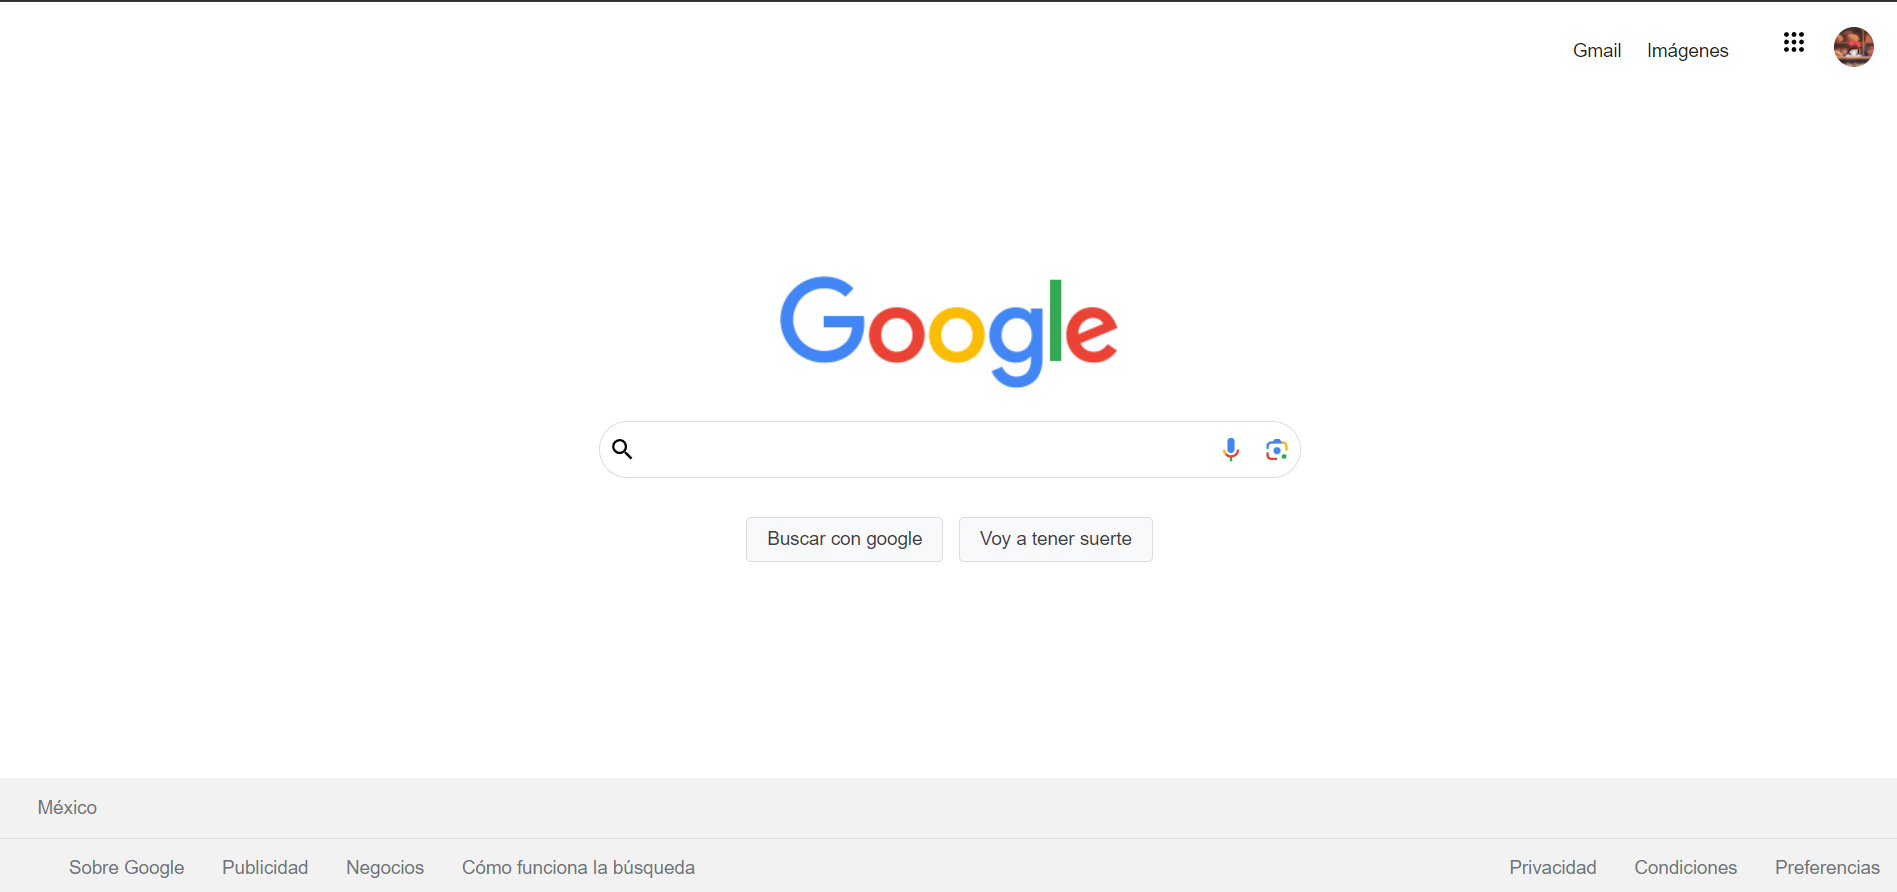 Gmail Imágenes
Google
Buscar con google Voy a tener suerte
México
Sobre Google Publicidad Negocios Cómo funciona la búsqueda Privacidad Condiciones Preferencias